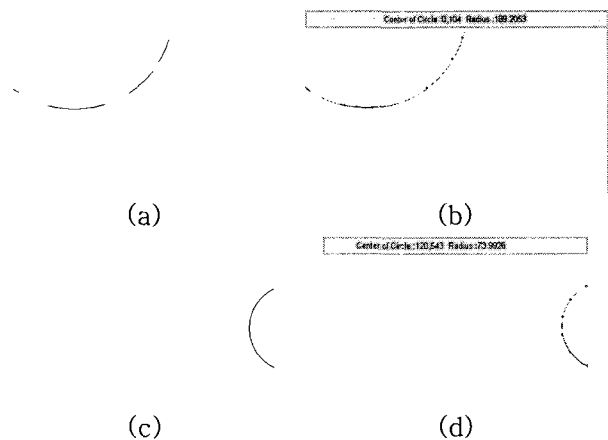 Center of Circle :0,104 Radius :189.2053
(a)
(b)
Center of Circle :120,543 Radius :73.9926
(c)
(d)